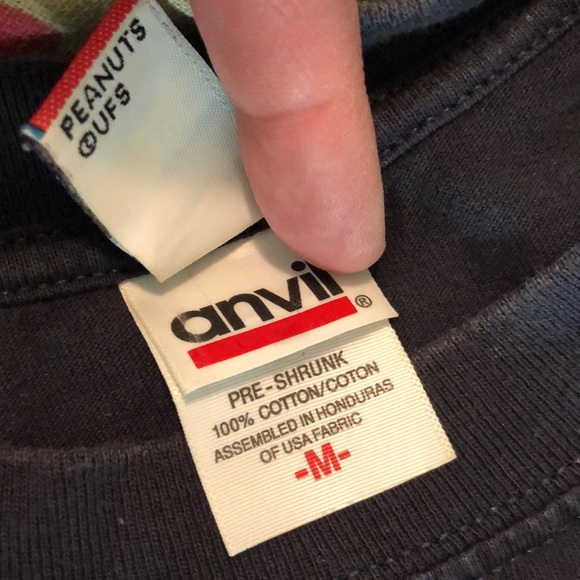 PEANUTS
©UFS
anvil®
PRE-SHRUNK
100% COTTON/COTON
ASSEMBLED IN HONDURAS
OF USA FABRIC
-M-